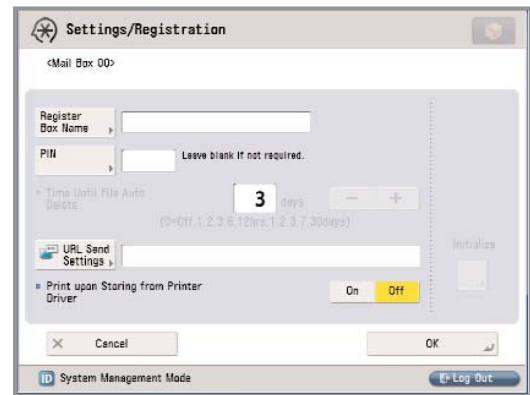 Settings/Registration
<Mail Box 00>
Register
Box Name
PIN
Leave blank if not required.
Time Until File Auto
Delete
3 days
- +
(0=Off,1,2,3,6,12hrs,1,2,3,7,30days)
URL Send
Settings
Initialize
Print upon Storing from Printer
Driver
On Off
Cancel
OK
System Management Mode
Log Out